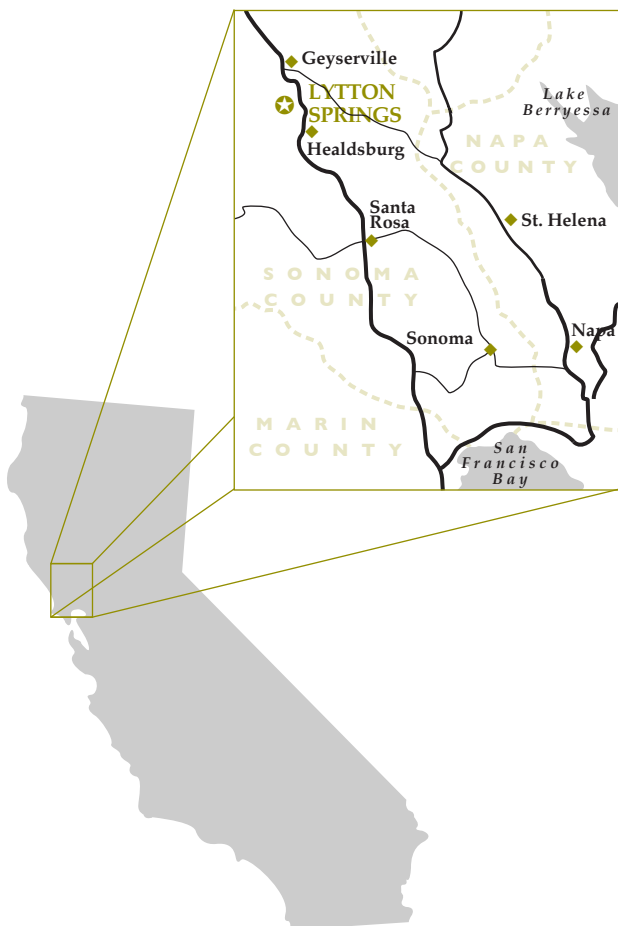 Geyserville
LYTTON
SPRINGS
Healdsburg
Lake
Berryessa
NAPA
COUNTY
Santa
Rosa
St. Helena
SONOMA
COUNTY
Sonoma
Napa
MARIN
COUNTY
San
Francisco
Bay